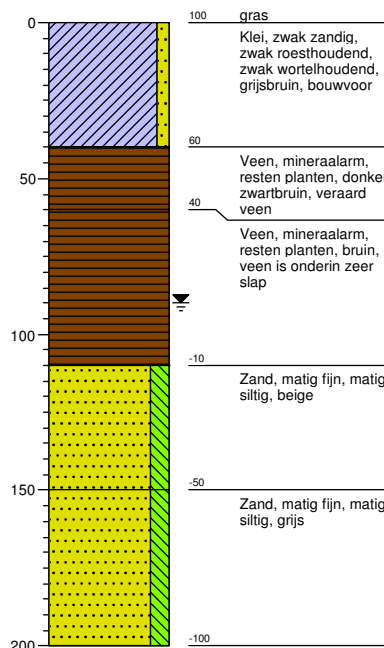 0
100
gras
Klei, zwak zandig,
zwak roesthoudend,
zwak wortelhoudend,
grijsbruin, bouwvoor
60
Veen, mineraalarm,
resten planten, donker
zwartbruin, veraard
veen
50
40
Veen, mineraalarm,
resten planten, bruin,
veen is onderin zeer
slap
100
-10
Zand, matig fijn, matig
siltig, beige
150
-50
Zand, matig fijn, matig
siltig, grijs
200
-100